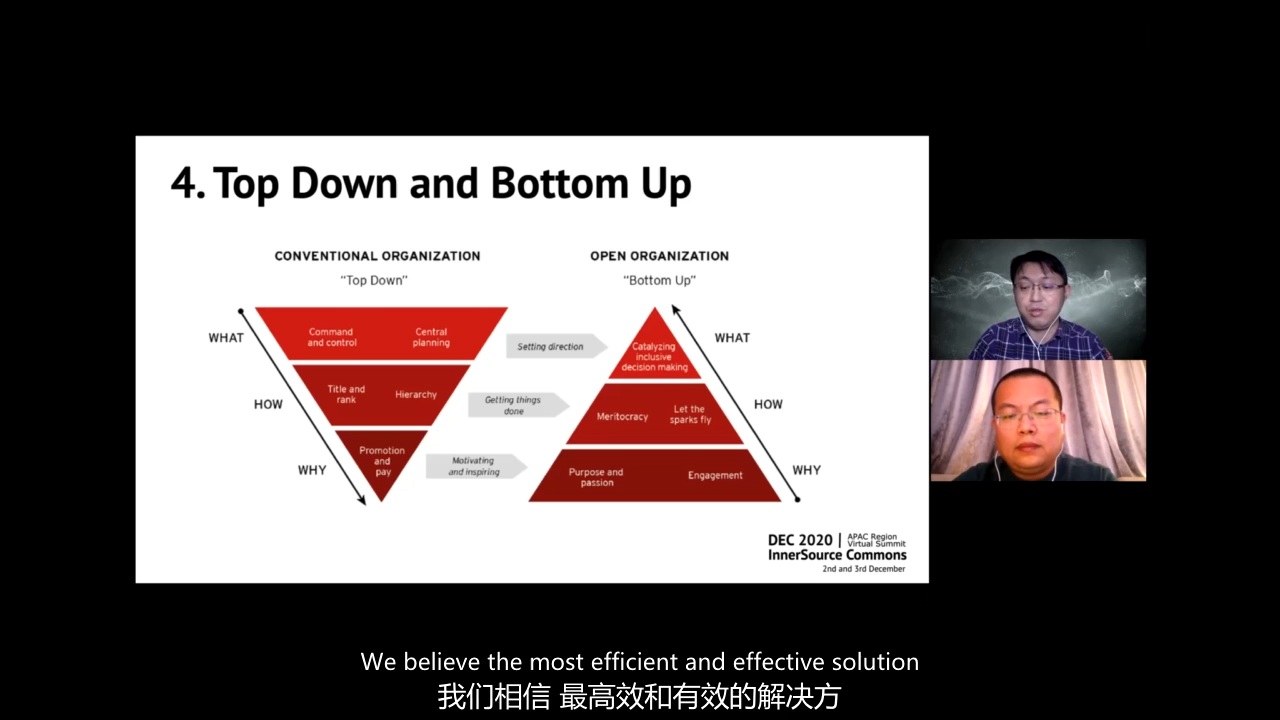 4. Top Down and Bottom Up
CONVENTIONAL ORGANIZATION
“Top Down”
WHAT
HOW
WHY
Command
and control
Central
planning
Title and
rank
Hierarchy
Promotion
and
pay
Setting direction
Getting things
done
Motivating
and inspiring
OPEN ORGANIZATION
“Bottom Up”
Catalyzing
inclusive
decision making
Meritocracy
Let the
sparks fly
Purpose and
passion
Engagement
WHAT
HOW
WHY
DEC 2020 | APAC Region
Virtual Summit
InnerSource Commons
2nd and 3rd December
We believe the most efficient and effective solution
我们相信 最高效和有效的解决方